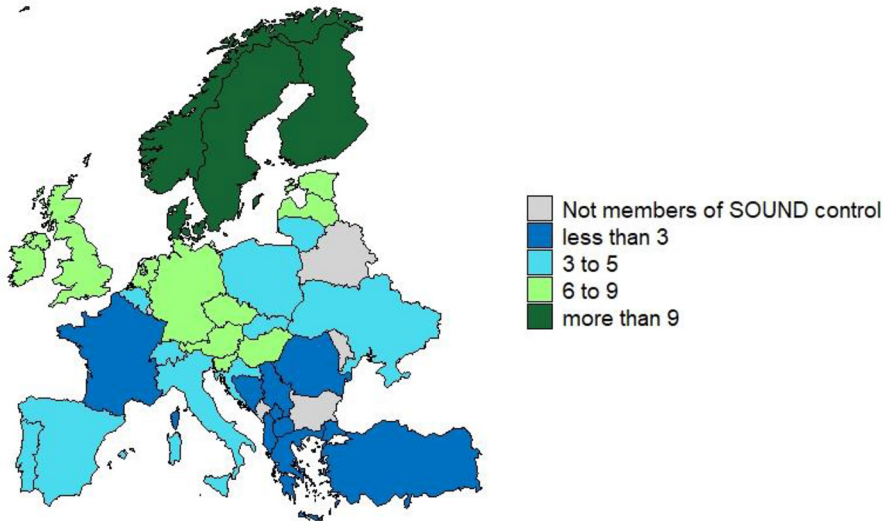 Not members of SOUND control
less than 3
3 to 5
6 to 9
more than 9